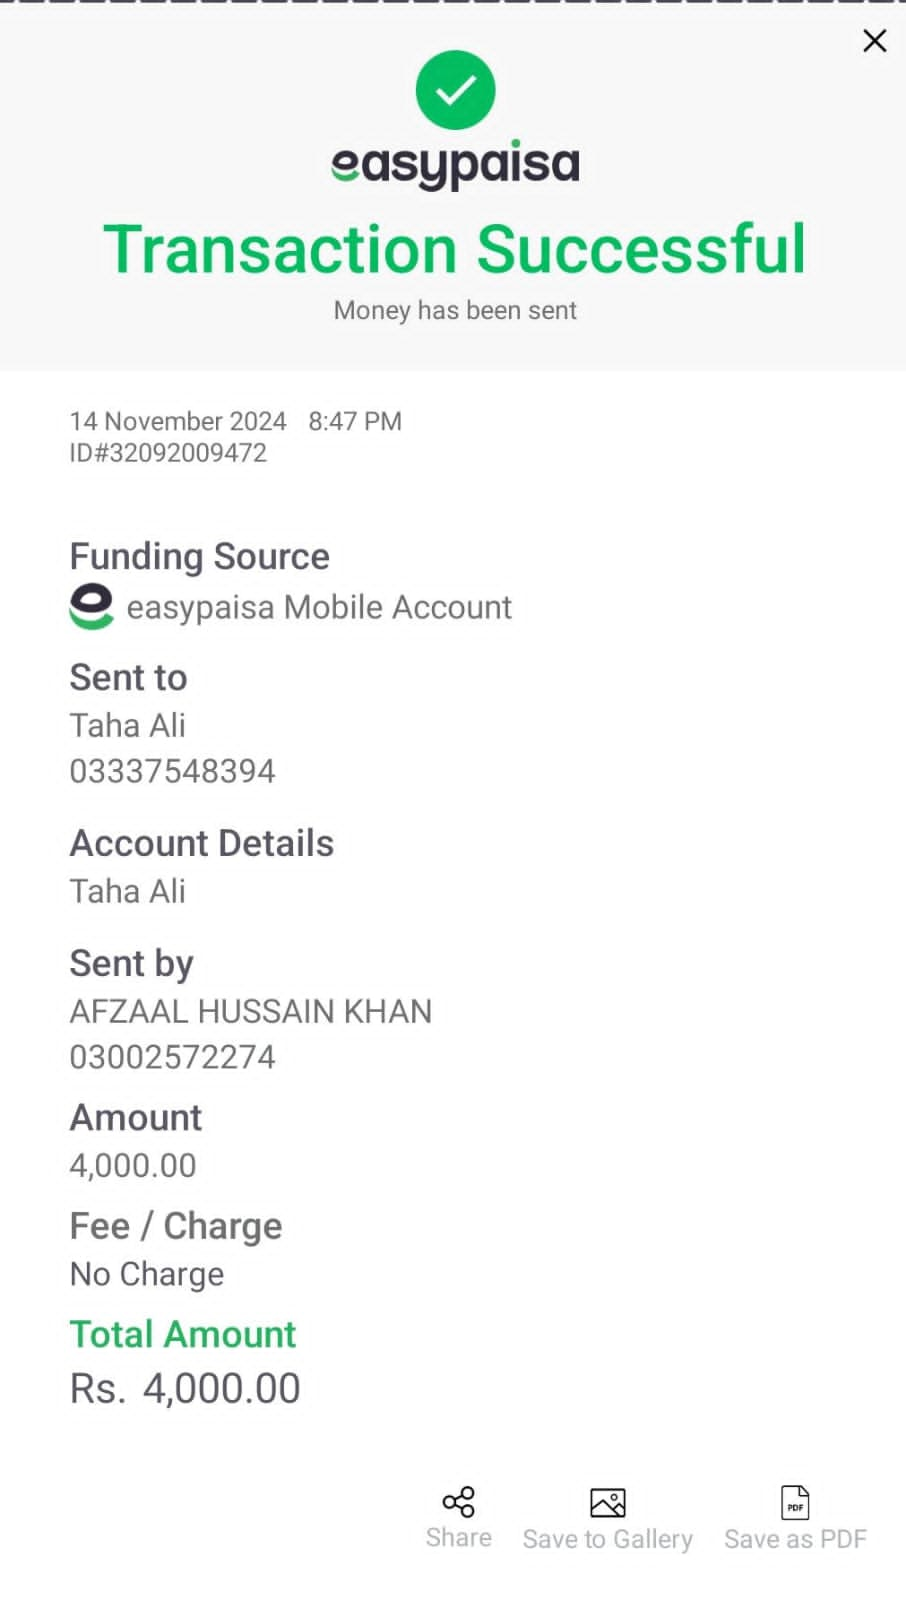 easypaisa
Transaction Successful
Money has been sent
14 November 2024 8:47 PM
ID#32092009472
Funding Source
easypaisa Mobile Account
Sent to
Taha Ali
03337548394
Account Details
Taha Ali
Sent by
AFZAAL HUSSAIN KHAN
03002572274
Amount
4,000.00
Fee / Charge
No Charge
Total Amount
Rs. 4,000.00
PDF
Share Save to Gallery Save as PDF